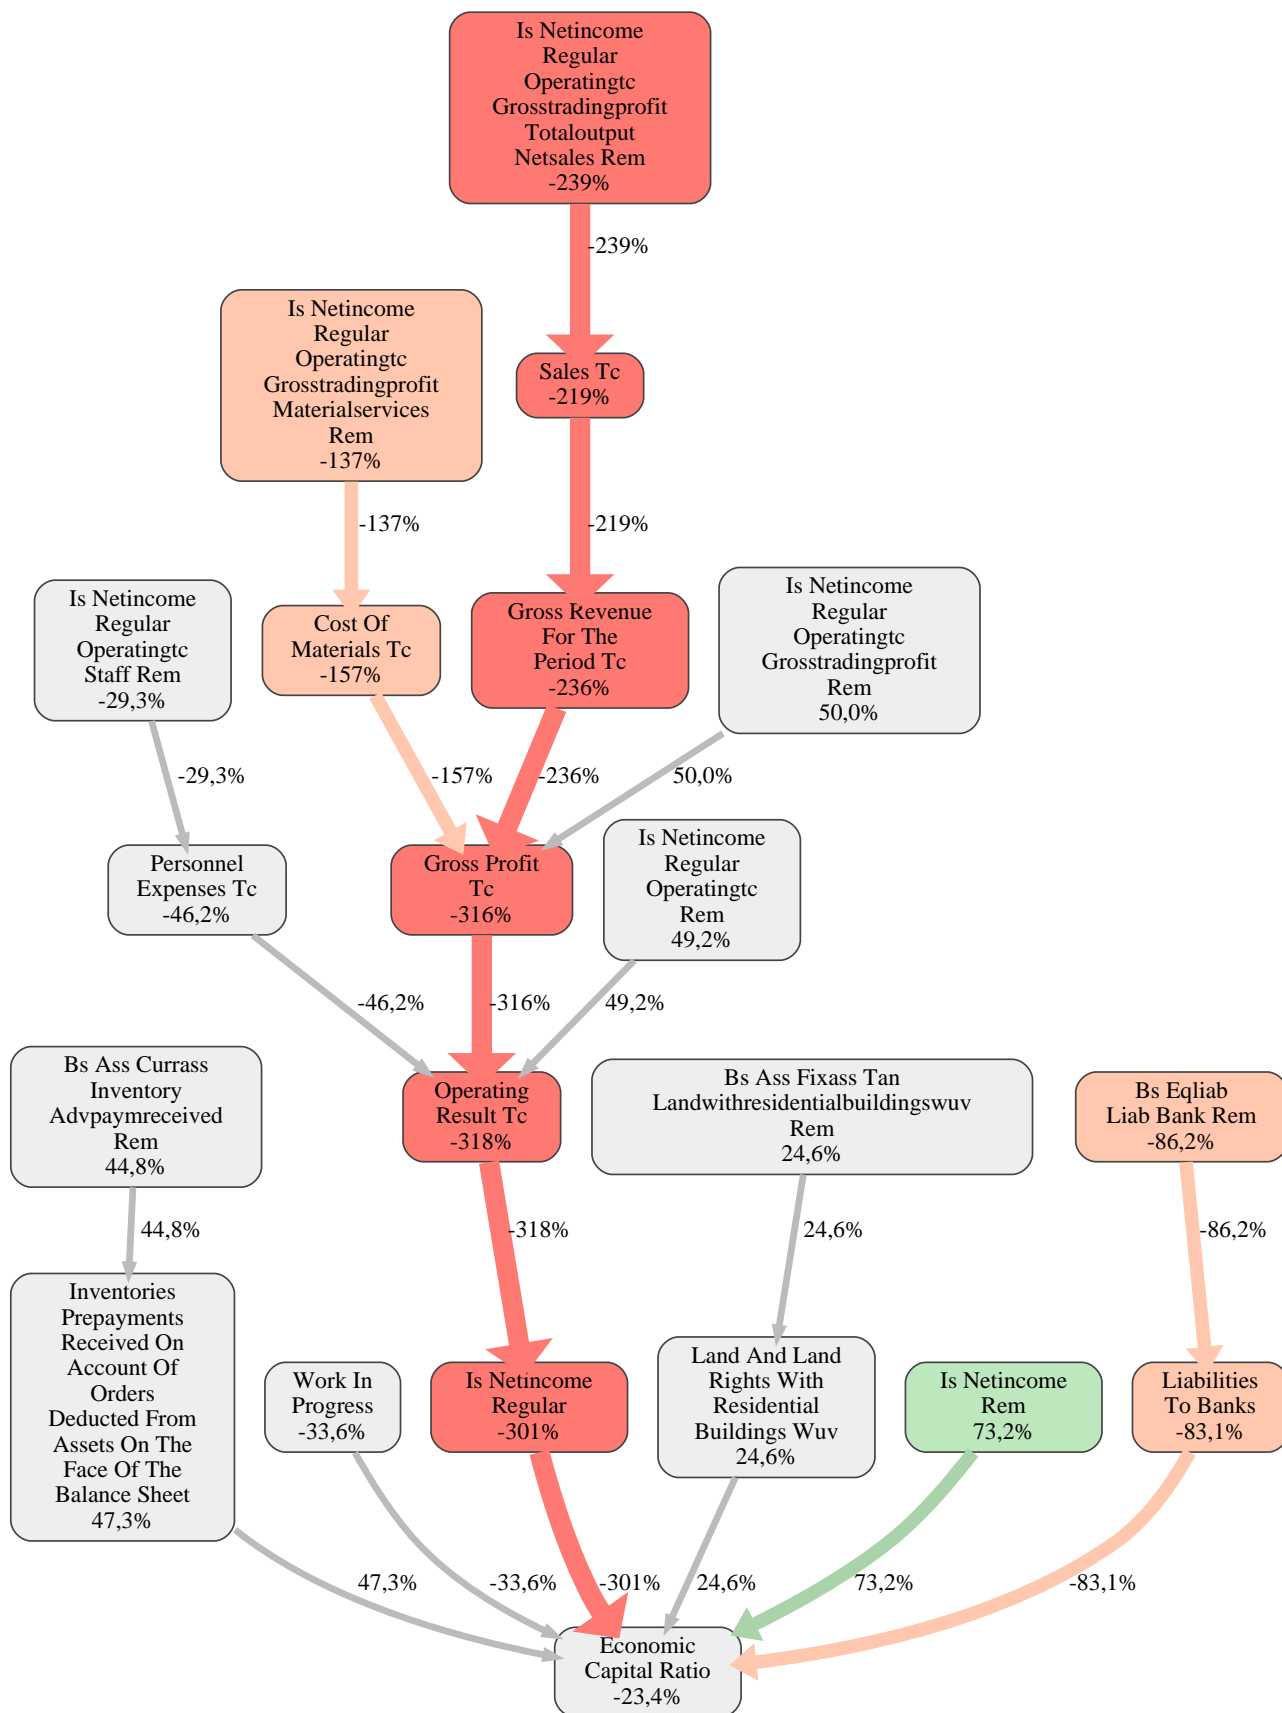 Is Netincome
Regular
Operatingtc
Grosstradingprofit
Totaloutput
Netsales Rem
-239%
-239%
Is Netincome
Regular
Operatingtc
Grosstradingprofit
Materialservices
Rem
-137%
Sales Tc
-219%
-137%
-219%
Is Netincome
Regular
Operatingtc
Staff Rem
-29,3%
Cost Of
Materials Tc
-157%
Gross Revenue
For The
Period Tc
-236%
Is Netincome
Regular
Operatingtc
Grosstradingprofit
Rem
50,0%
-29,3%
-157%
-236%
50,0%
Personnel
Expenses Tc
-46,2%
Gross Profit
Tc
-316%
Is Netincome
Regular
Operatingtc
Rem
49,2%
-46,2%
-316%
49,2%
Bs Ass Currass
Inventory
Advpaymreceived
Rem
44,8%
Operating
Result Tc
-318%
Bs Ass Fixass Tan
Landwithresidentialbuildingswuv
Rem
24,6%
Bs Eqliab
Liab Bank Rem
-86,2%
44,8%
-318%
24,6%
-86,2%
Inventories
Prepayments
Received On
Account Of
Orders
Deducted From
Assets On The
Face Of The
Balance Sheet
47,3%
Work In
Progress
-33,6%
Is Netincome
Regular
-301%
Land And Land
Rights With
Residential
Buildings Wuv
24,6%
Is Netincome
Rem
73,2%
Liabilities
To Banks
-83,1%
47,3%
-33,6%
-301%
24,6%
73,2%
-83,1%
Economic
Capital Ratio
-23,4%